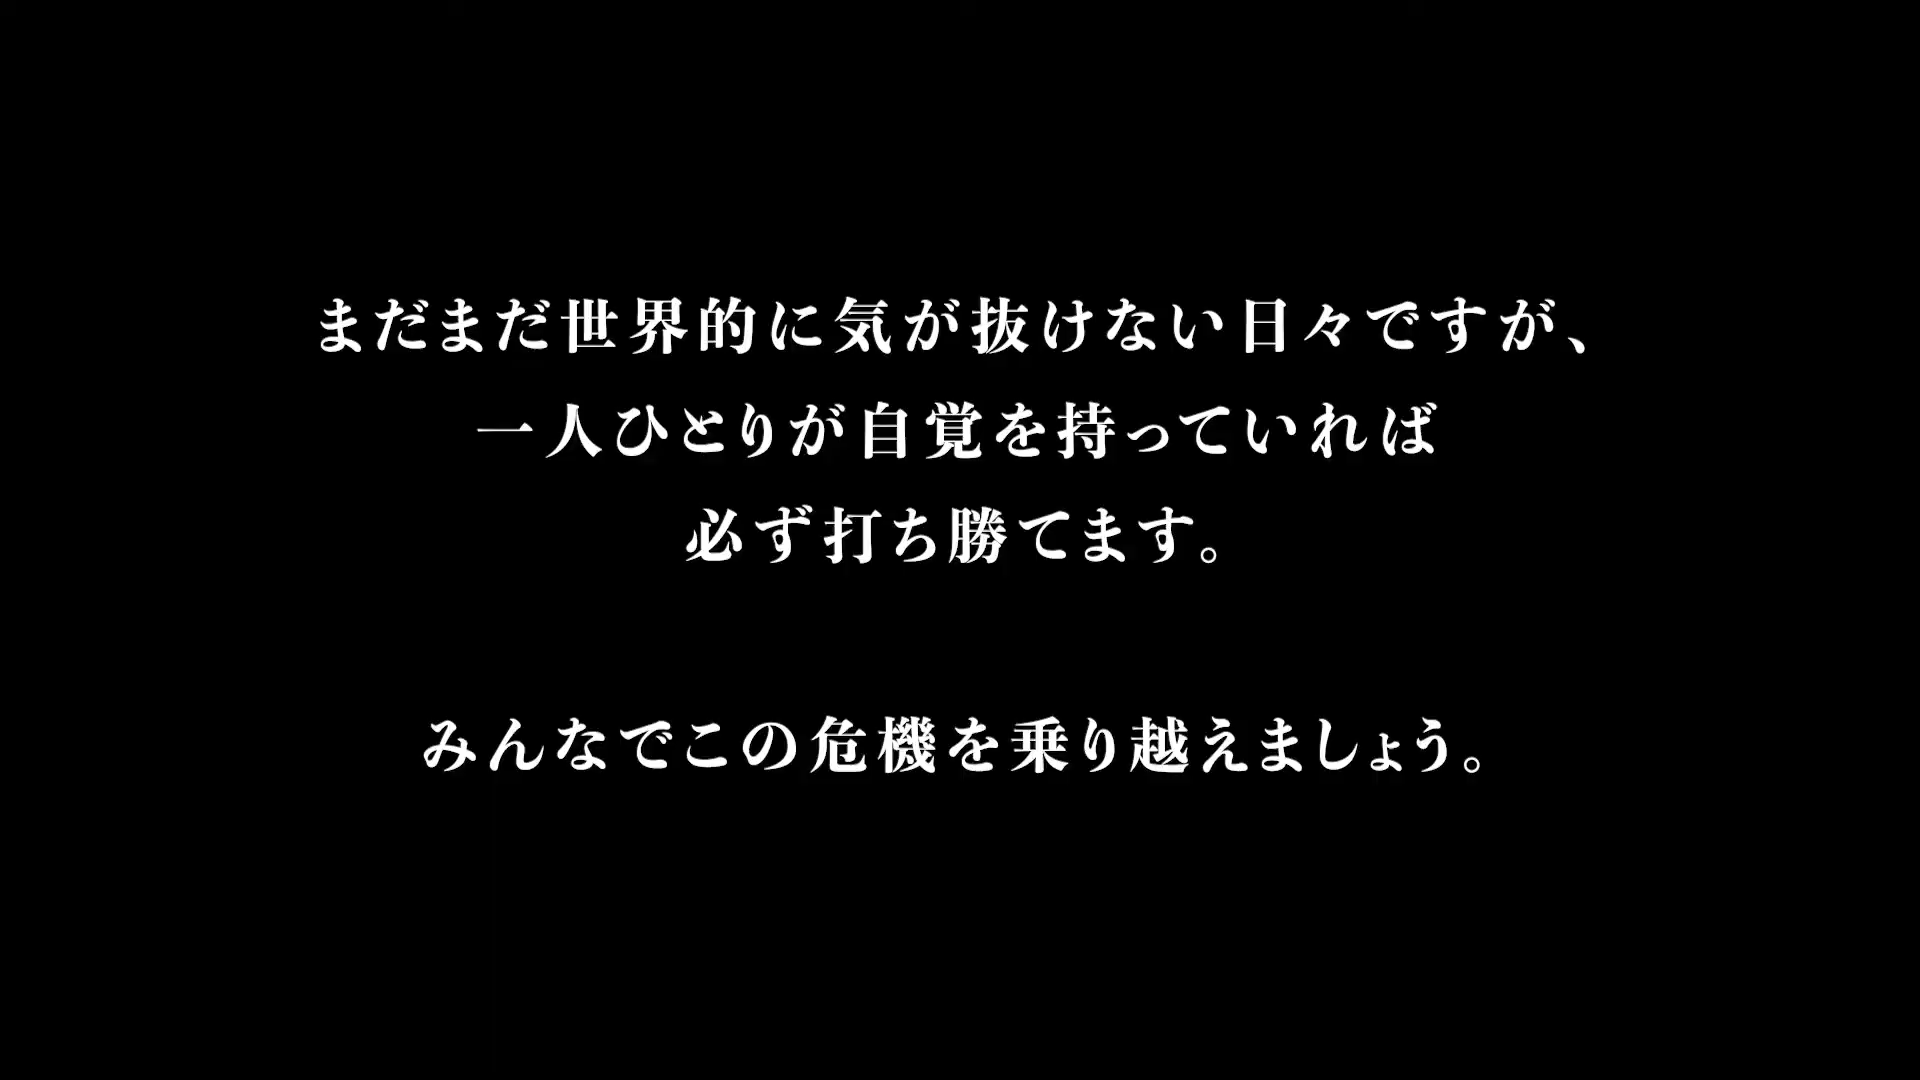 まだまだ世界的に気が抜けない日々ですが、
一人ひとりが自覚を持っていれば
必ず打ち勝てます。
みんなでこの危機を乗り越えましょう。